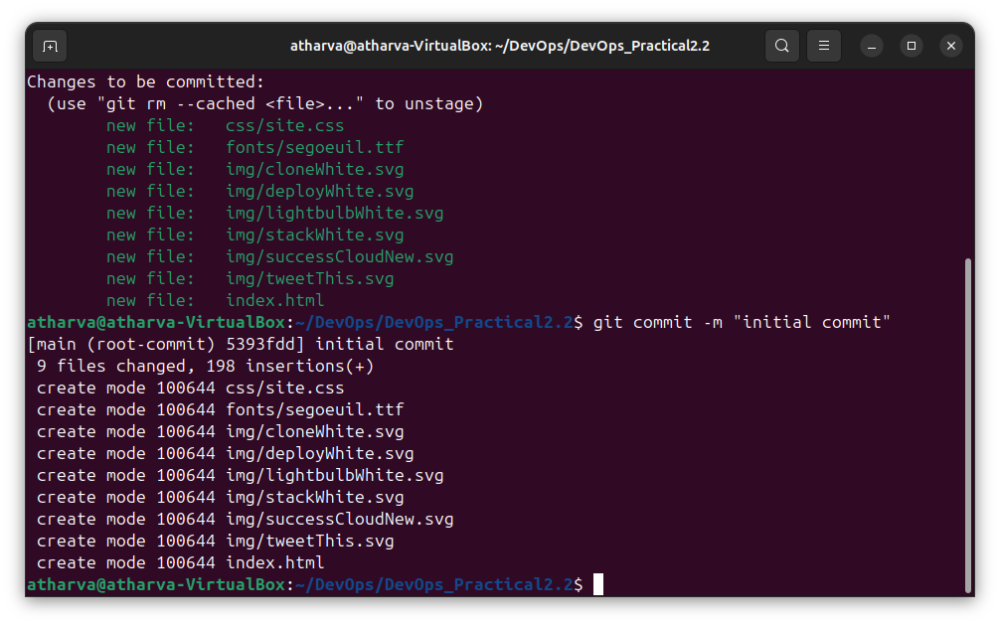 atharva@atharva-VirtualBox: ~/DevOps/DevOps_Practical2.2
Changes to be committed:
  (use "git rm --cached <file>..." to unstage)
        new file:   css/site.css
        new file:   fonts/segoeuil.ttf
        new file:   img/cloneWhite.svg
        new file:   img/deployWhite.svg
        new file:   img/lightbulbWhite.svg
        new file:   img/stackWhite.svg
        new file:   img/successCloudNew.svg
        new file:   img/tweetThis.svg
        new file:   index.html
atharva@atharva-VirtualBox:~/DevOps/DevOps_Practical2.2$ git commit -m "initial commit"
[main (root-commit) 5393fdd] initial commit
 9 files changed, 198 insertions(+)
 create mode 100644 css/site.css
 create mode 100644 fonts/segoeuil.ttf
 create mode 100644 img/cloneWhite.svg
 create mode 100644 img/deployWhite.svg
 create mode 100644 img/lightbulbWhite.svg
 create mode 100644 img/stackWhite.svg
 create mode 100644 img/successCloudNew.svg
 create mode 100644 img/tweetThis.svg
 create mode 100644 index.html
atharva@atharva-VirtualBox:~/DevOps/DevOps_Practical2.2$